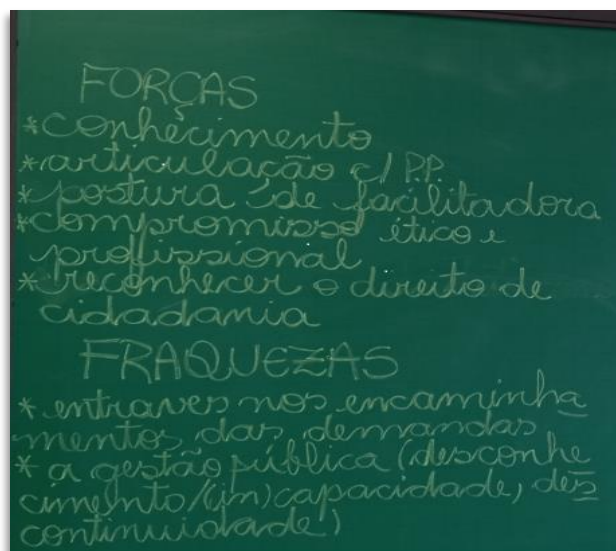 FORÇAS
*conhecimento
*articulação c/ P.P.
*postura de facilitadora
*compromisso ético e
profissional
*reconhecer o direito de
cidadania
FRAQUEZAS
* entraves nos encaminha
mentos das demandas
* a gestão pública (desconhe
cimento/(in)capacidade, des
continuidade)